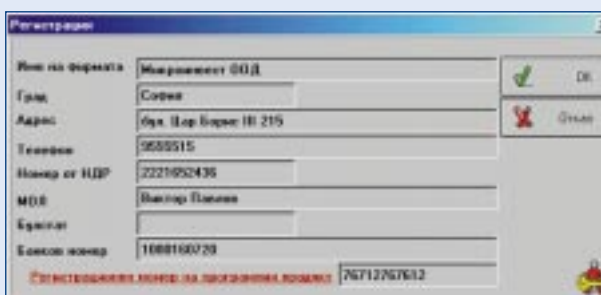 Регистрация
Име на фирмата Микроинвест ООД
Град София
Адрес бул. Цар Борис III 215
Телефон 9555515
Номер от НДР 2221652436
МОЛ Виктор Павлов
Булстат
Банков номер 1000160720
Регистрационен номер на програмния продукт 76712767612
OK
Отказ